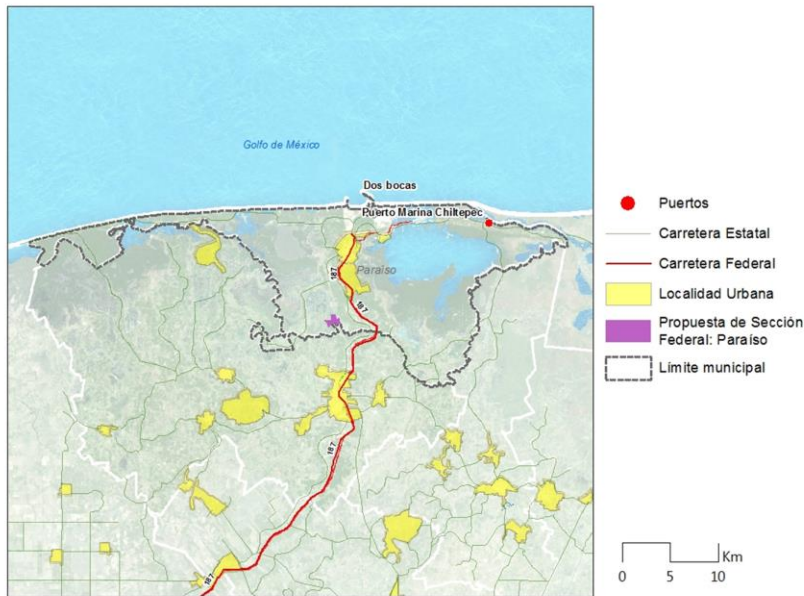 Golfo de México
Dos bocas
Puerto Marina Chiltepec
Paraíso
187
187
187
187
Puertos
Carretera Estatal
Carretera Federal
Localidad Urbana
Propuesta de Sección
Federal: Paraíso
Límite municipal
Km
0 5 10